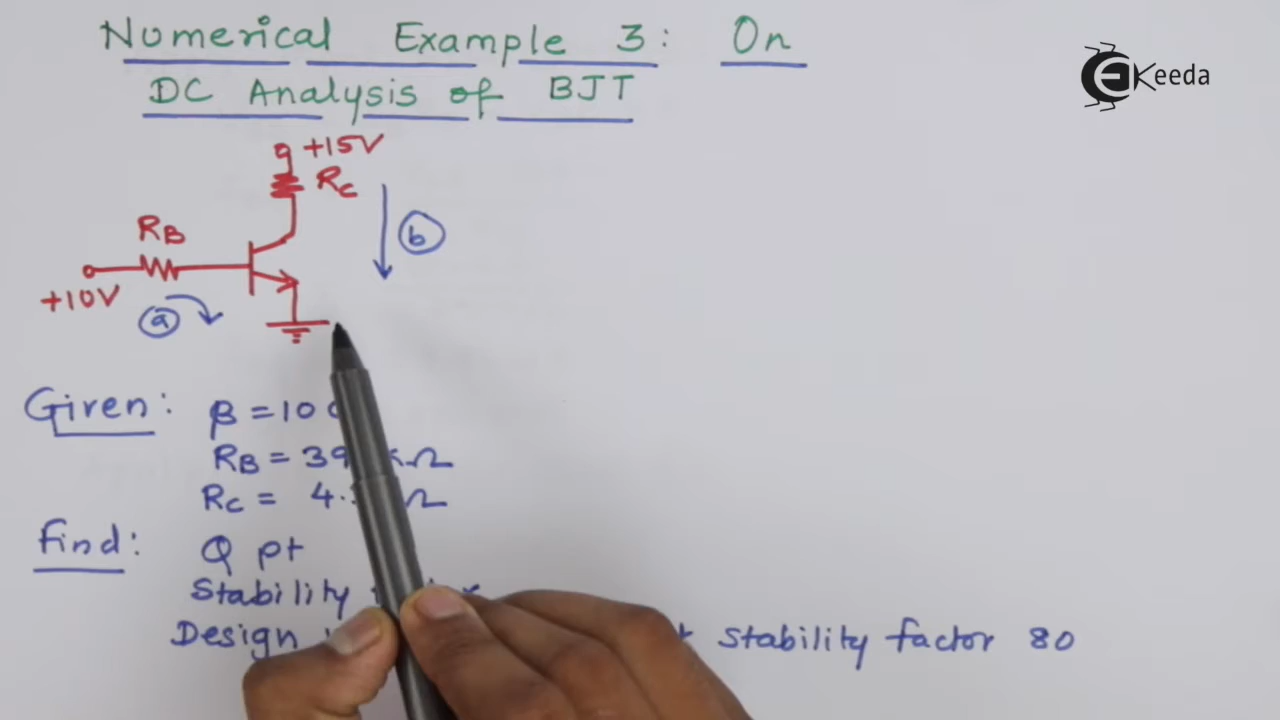 Numerical Example 3: On
DC Analysis of BJT
Keeda
+15V
RC
RB
b
+10V
a
Given: β = 10
RB = 39 KΩ
RC = 4. Ω
Find: Q pt
Stability
Design stability factor 80